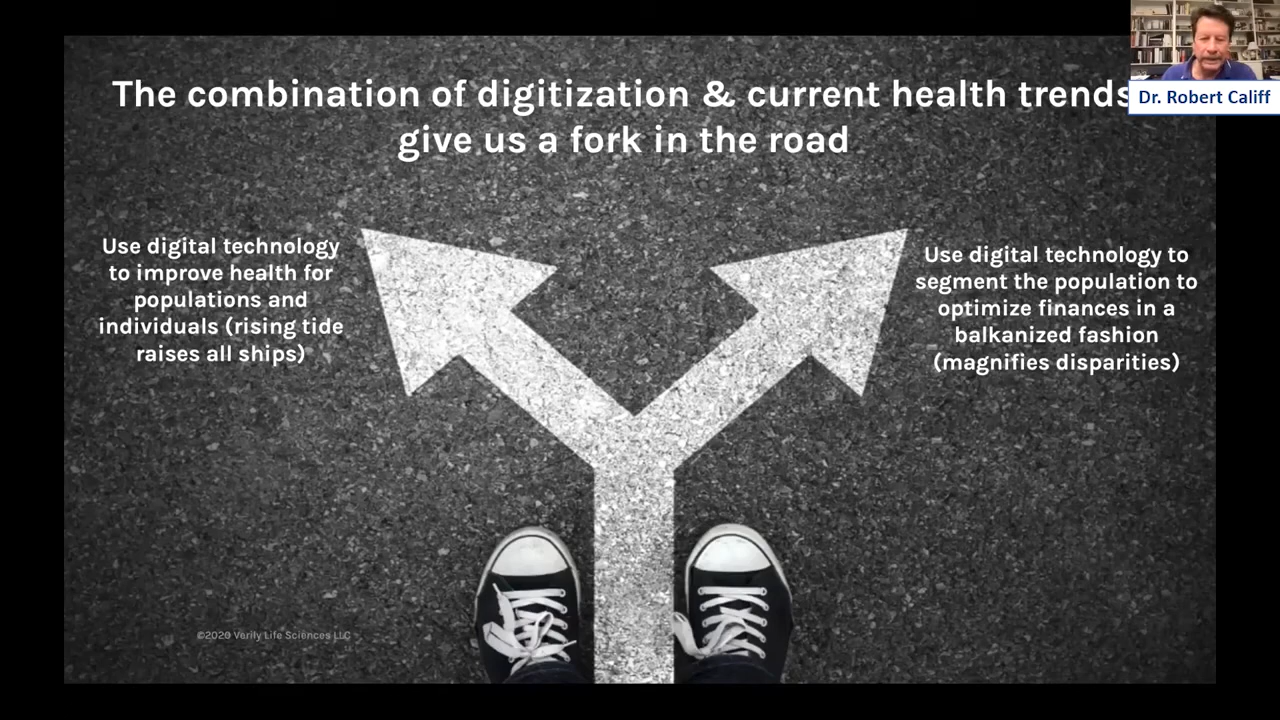 The combination of digitization & current health trends
give us a fork in the road
Dr. Robert Califf
Use digital technology
to improve health for
populations and
individuals (rising tide
raises all ships)
Use digital technology to
segment the population to
optimize finances in a
balkanized fashion
(magnifies disparities)
©2020 Verily Life Sciences LLC